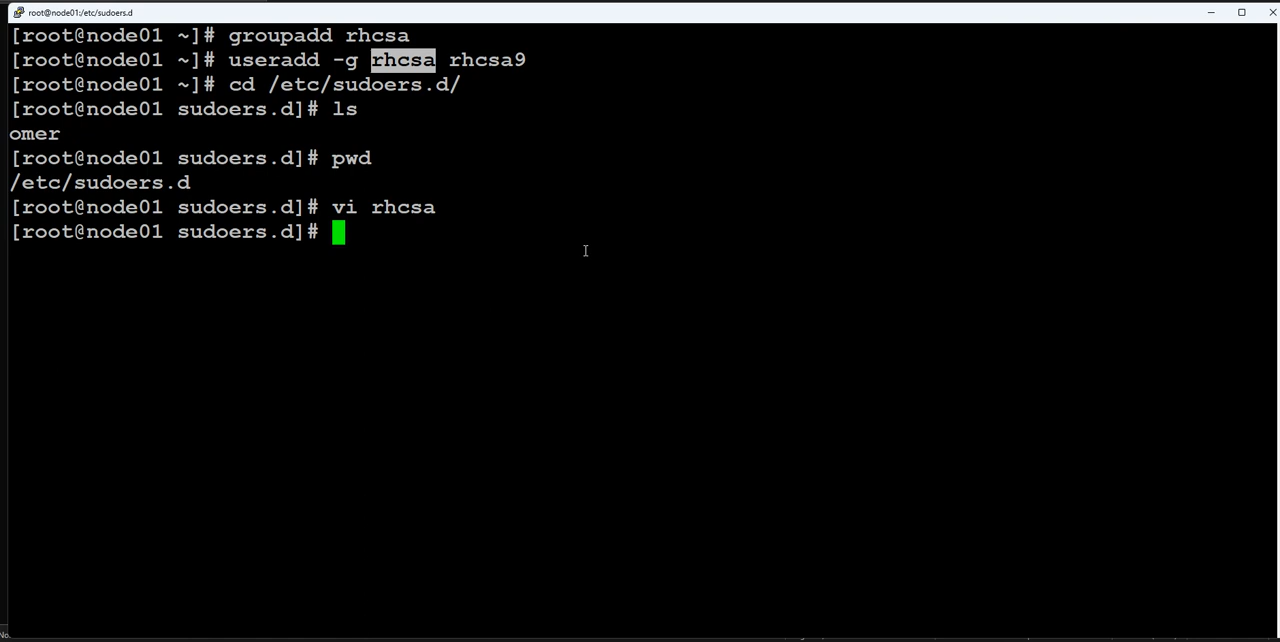 root@node01:/etc/sudoers.d
[root@node01 ~]# groupadd rhcsa
[root@node01 ~]# useradd -g rhcsa rhcsa9
[root@node01 ~]# cd /etc/sudoers.d/
[root@node01 sudoers.d]# ls
omer
[root@node01 sudoers.d]# pwd
/etc/sudoers.d
[root@node01 sudoers.d]# vi rhcsa
[root@node01 sudoers.d]#